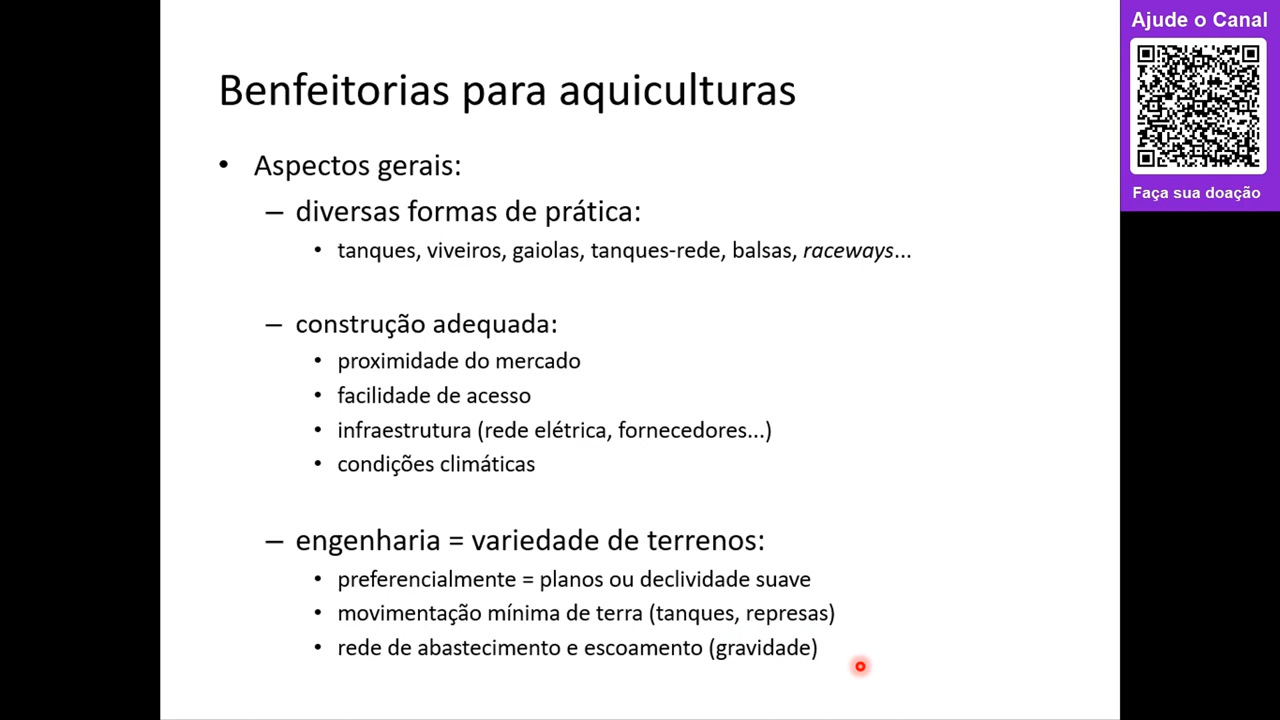 Benfeitorias para aquiculturas
• Aspectos gerais:
– diversas formas de prática:
• tanques, viveiros, gaiolas, tanques-rede, balsas, raceways...
– construção adequada:
• proximidade do mercado
• facilidade de acesso
• infraestrutura (rede elétrica, fornecedores...)
• condições climáticas
– engenharia = variedade de terrenos:
• preferencialmente = planos ou declividade suave
• movimentação mínima de terra (tanques, represas)
• rede de abastecimento e escoamento (gravidade)
Ajude o Canal
Faça sua doação